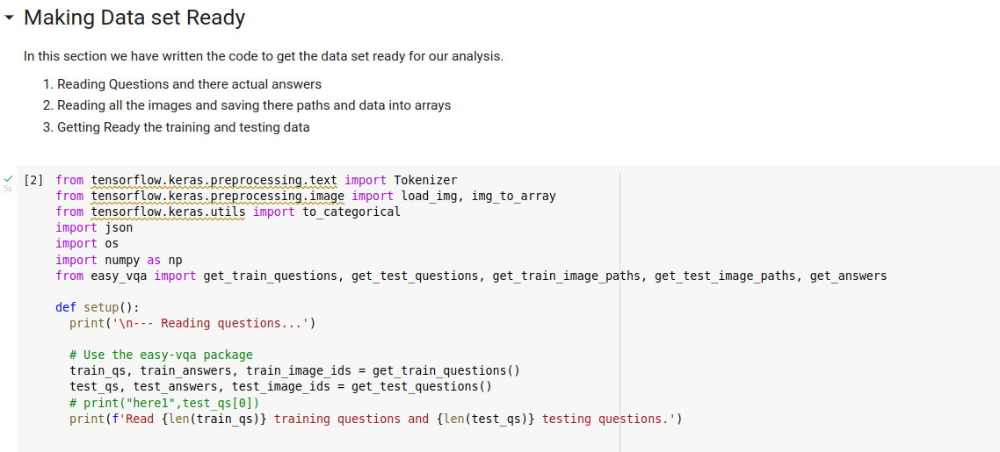 Making Data set Ready
In this section we have written the code to get the data set ready for our analysis.
1. Reading Questions and there actual answers
2. Reading all the images and saving there paths and data into arrays
3. Getting Ready the training and testing data
[2] from tensorflow.keras.preprocessing.text import Tokenizer
5s
from tensorflow.keras.preprocessing.image import load_img, img_to_array
from tensorflow.keras.utils import to_categorical
import json
import os
import numpy as np
from easy_vqa import get_train_questions, get_test_questions, get_train_image_paths, get_test_image_paths, get_answers
def setup():
print('\n--- Reading questions...')
# Use the easy-vqa package
train_qs, train_answers, train_image_ids = get_train_questions()
test_qs, test_answers, test_image_ids = get_test_questions()
# print("here1",test_qs[0])
print(f'Read {len(train_qs)} training questions and {len(test_qs)} testing questions.')